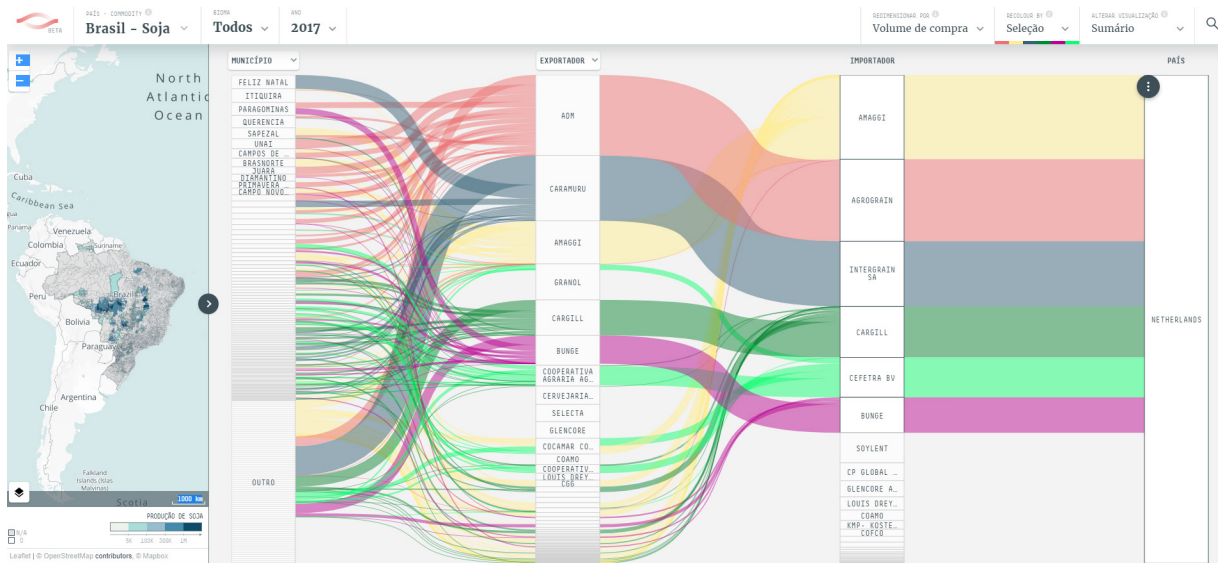 BETA
PAÍS - COMMODITY
Brasil - Soja
BIOMA
Todos
ANO
2017
REDIMENSIONAR POR
Volume de compra
RECOLOUR BY
Seleção
ALTERAR VISUALIZAÇÃO
Sumário
+
−
North
Atlantic
Ocean
Cuba
Caribbean Sea
Panama
Venezuela
Colombia
Suriname
Ecuador
Peru
Brazil
Bolivia
Paraguay
Chile
Argentina
Falkland
Islands (Islas
Malvinas)
Scotia
1000 km
PRODUÇÃO DE SOJA
N/A
0
5K 100K 300K 1M
Leaflet | © OpenStreetMap contributors, © Mapbox
MUNICÍPIO
FELIZ NATAL
ITIQUIRA
PARAGOMINAS
QUERENCIA
SAPEZAL
UNAI
CAMPOS DE …
BRASNORTE
JUARA
DIAMANTINO
PRIMAVERA …
CAMPO NOVO…
OUTRO
EXPORTADOR
ADM
CARAMURU
AMAGGI
GRANOL
CARGILL
BUNGE
COOPERATIVA
AGRARIA AG…
CERVEJARIA…
SELECTA
GLENCORE
COCAMAR CO…
COAMO
COOPERATIV…
LOUIS DREY…
CGG
IMPORTADOR
AMAGGI
AGROGRAIN
INTERGRAIN
SA
CARGILL
CEFETRA BV
BUNGE
SOYLENT
CP GLOBAL …
GLENCORE A…
LOUIS DREY…
COAMO
KMP- KOSTE…
COFCO
PAÍS
NETHERLANDS